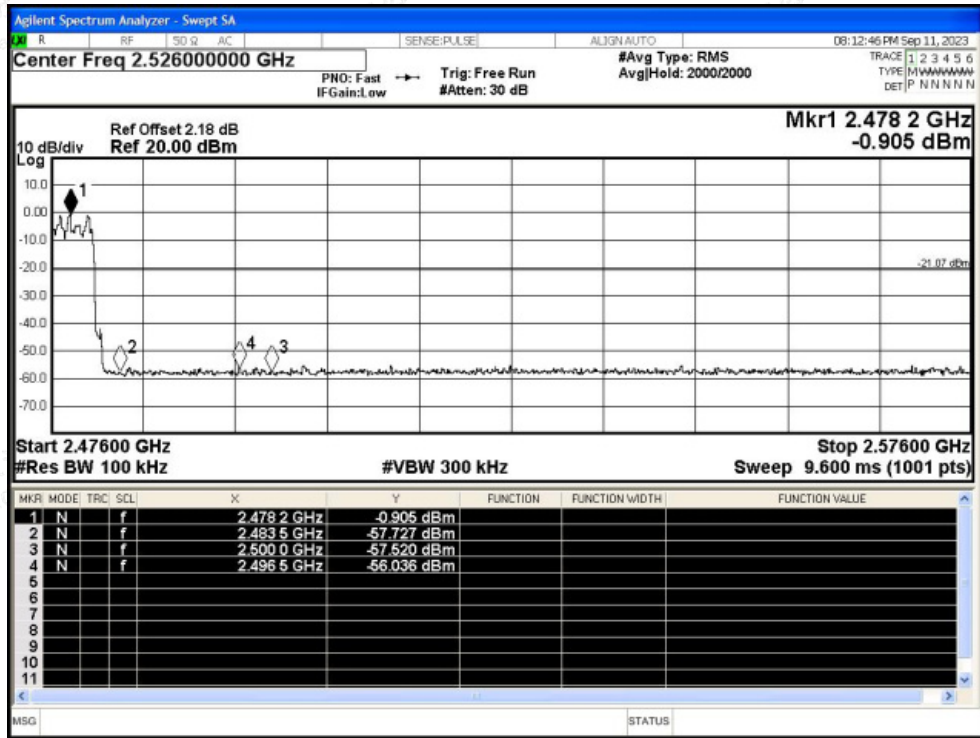 Agilent Spectrum Analyzer - Swept SA
LXI R RF 50 Ω AC SENSE:PULSE ALIGN AUTO 08:12:46 PM Sep 11, 2023
Center Freq 2.526000000 GHz #Avg Type: RMS TRACE 1 2 3 4 5 6
PNO: Fast Trig: Free Run Avg|Hold: 2000/2000 TYPE M WWWWW
IFGain:Low #Atten: 30 dB DET P N N N N N
Mkr1 2.478 2 GHz
Ref Offset 2.18 dB
-0.905 dBm
10 dB/div Ref 20.00 dBm
Log
10.0
1
0.00
-10.0
-20.0
-21.07 dBm
-30.0
-40.0
-50.0
2 4 3
-60.0
-70.0
Start 2.47600 GHz Stop 2.57600 GHz
#Res BW 100 kHz #VBW 300 kHz Sweep 9.600 ms (1001 pts)
MKR MODE TRC SCL X Y FUNCTION FUNCTION WIDTH FUNCTION VALUE
1 N f 2.478 2 GHz -0.905 dBm
2 N f 2.483 5 GHz -57.727 dBm
3 N f 2.500 0 GHz -57.520 dBm
4 N f 2.496 5 GHz -56.036 dBm
5
6
7
8
9
10
11
MSG STATUS